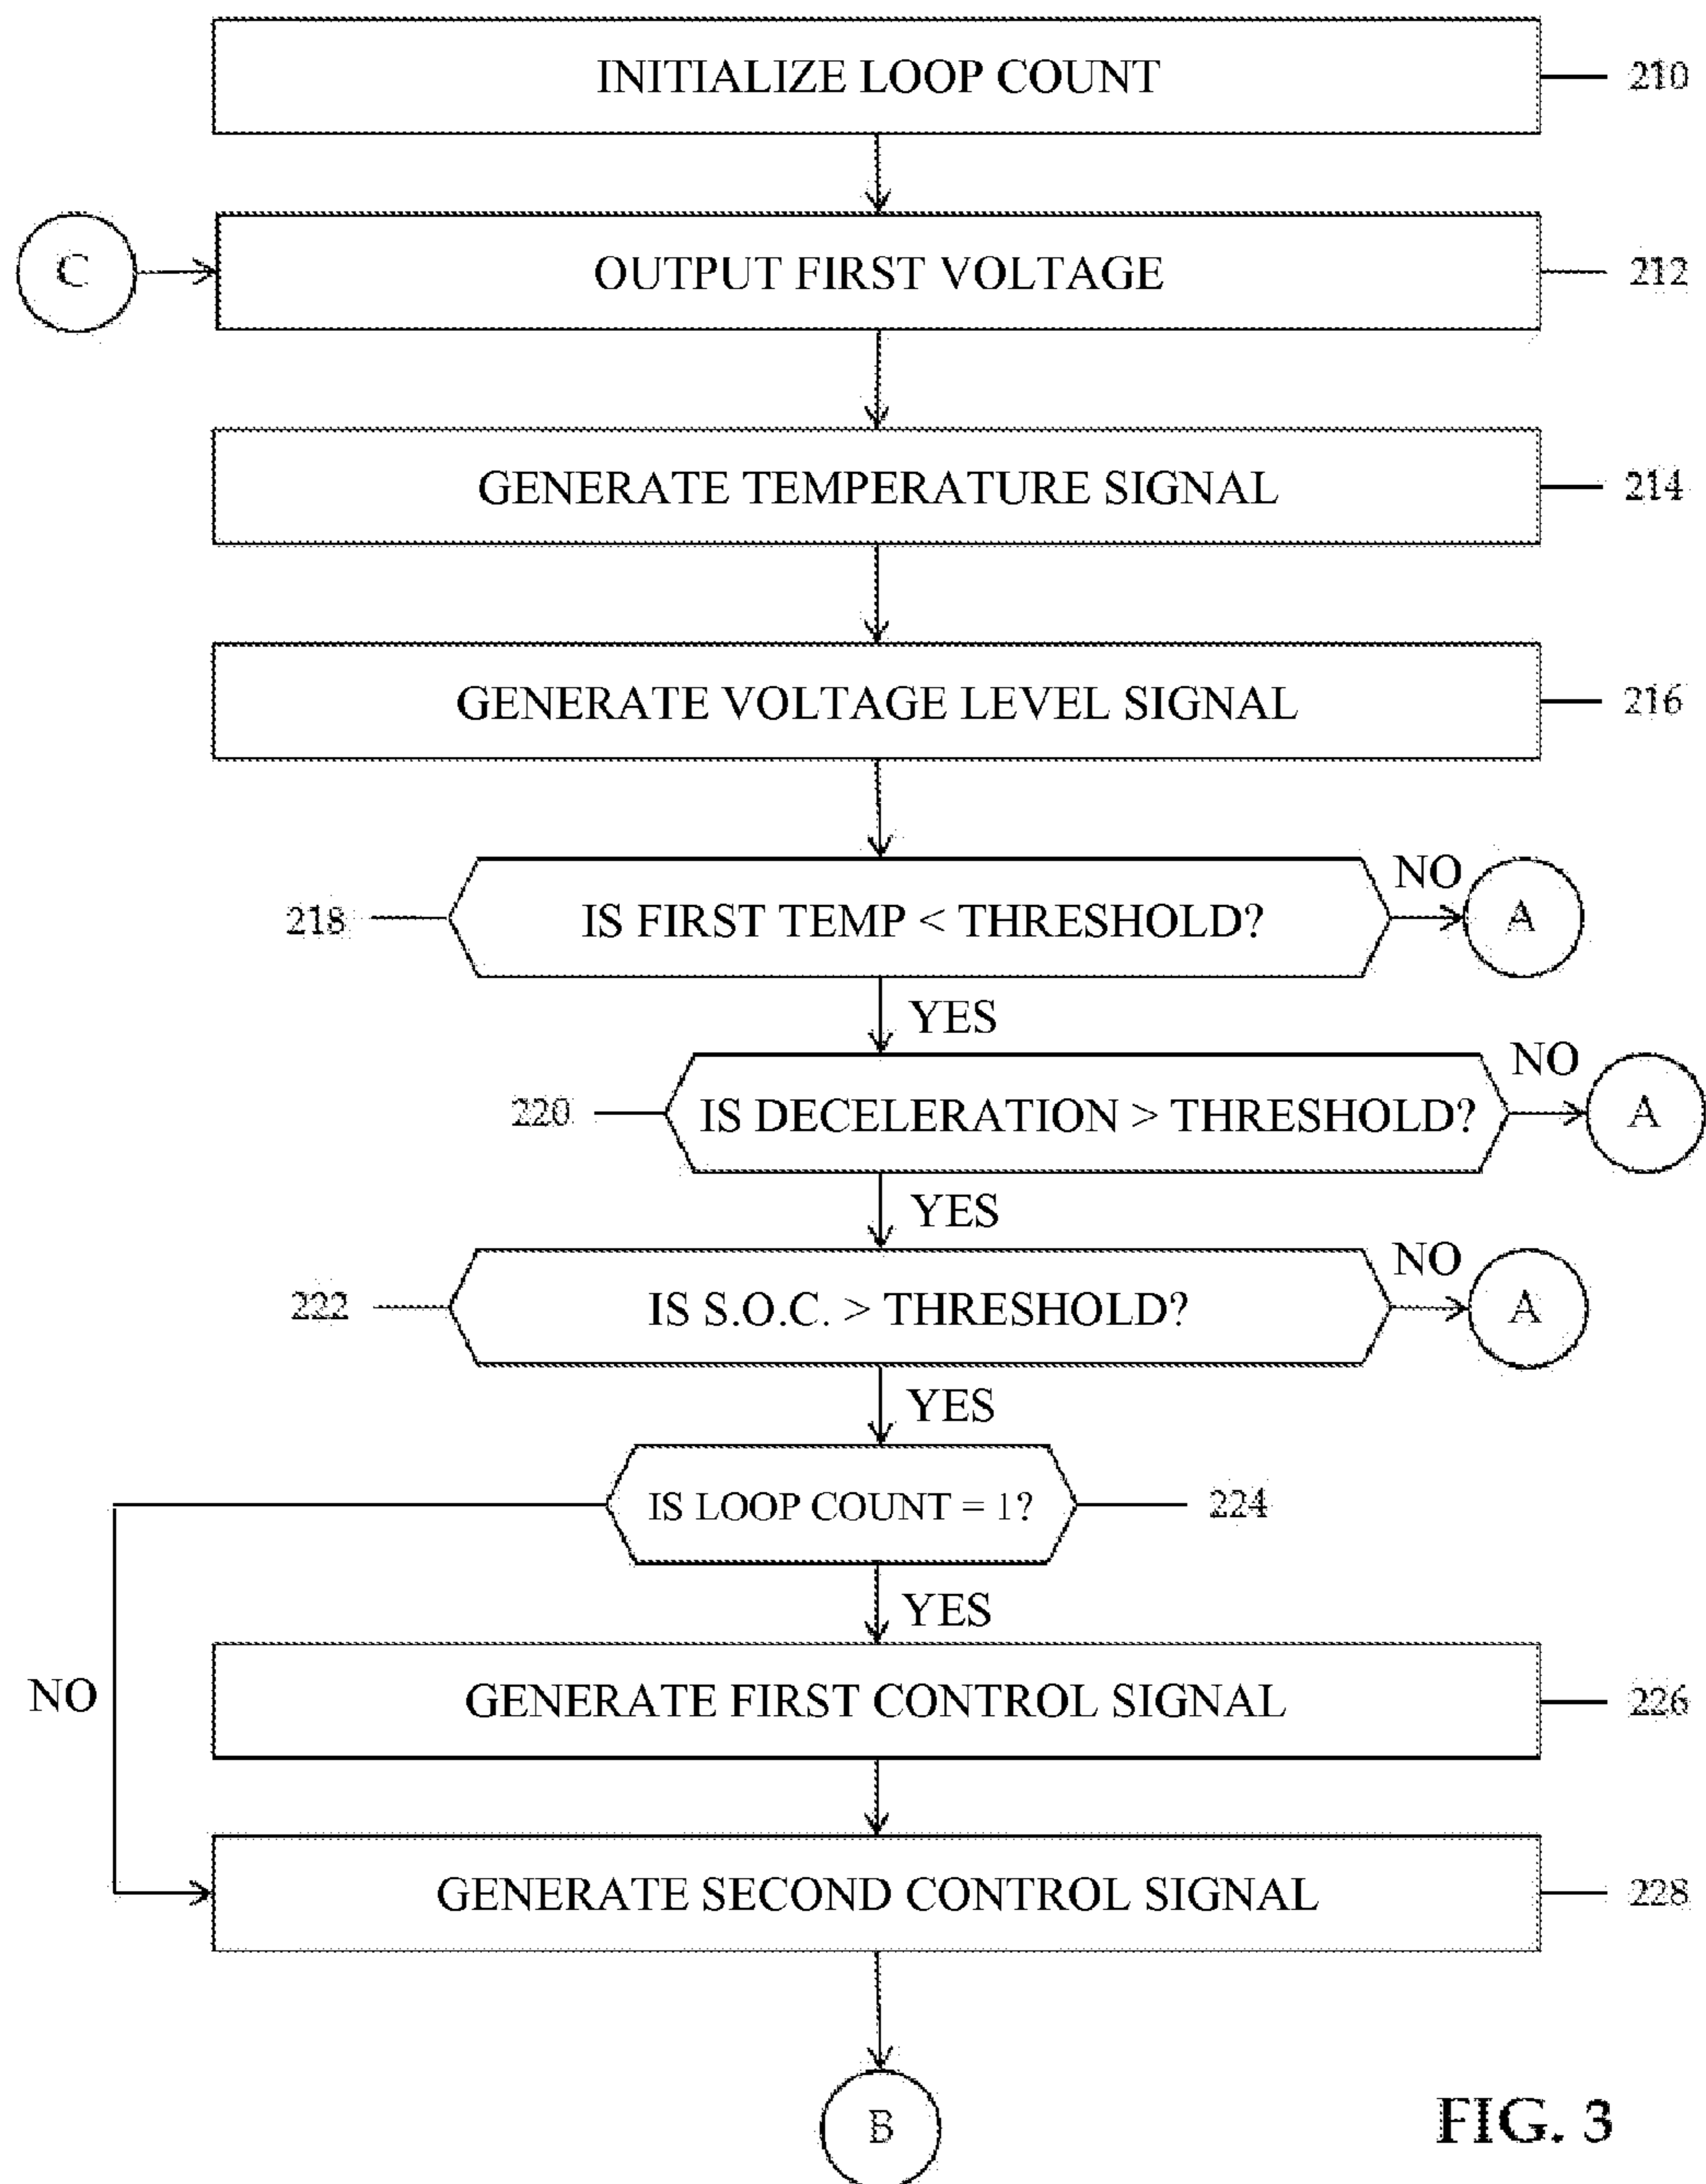 INITIALIZE LOOP COUNT
210
C
OUTPUT FIRST VOLTAGE
212
GENERATE TEMPERATURE SIGNAL
214
GENERATE VOLTAGE LEVEL SIGNAL
216
218
IS FIRST TEMP < THRESHOLD?
NO
A
YES
220
IS DECELERATION > THRESHOLD?
NO
A
YES
222
IS S.O.C. > THRESHOLD?
NO
A
YES
IS LOOP COUNT = 1?
224
YES
NO
GENERATE FIRST CONTROL SIGNAL
226
GENERATE SECOND CONTROL SIGNAL
228
B
FIG. 3